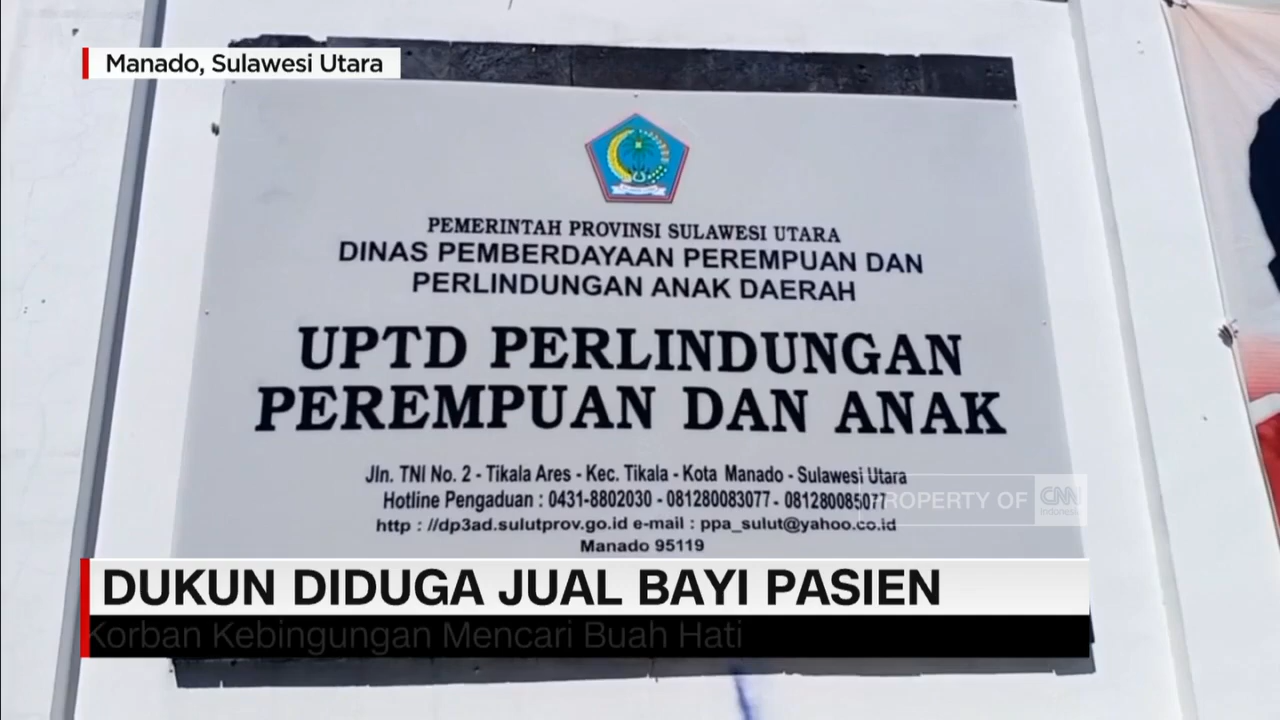 Manado, Sulawesi Utara
PEMERINTAH PROVINSI SULAWESI UTARA
DINAS PEMBERDAYAAN PEREMPUAN DAN
PERLINDUNGAN ANAK DAERAH
UPTD PERLINDUNGAN
PEREMPUAN DAN ANAK
Jln. TNI No. 2 - Tikala Ares - Kec. Tikala - Kota Manado - Sulawesi Utara
Hotline Pengaduan : 0431-8802030 - 081280083077 - 081280085077
http : //dp3ad.sulutprov.go.id e-mail : ppa_sulut@yahoo.co.id
Manado 95119
PROPERTY OF CNN
Indonesia
DUKUN DIDUGA JUAL BAYI PASIEN
Korban Kebingungan Mencari Buah Hati